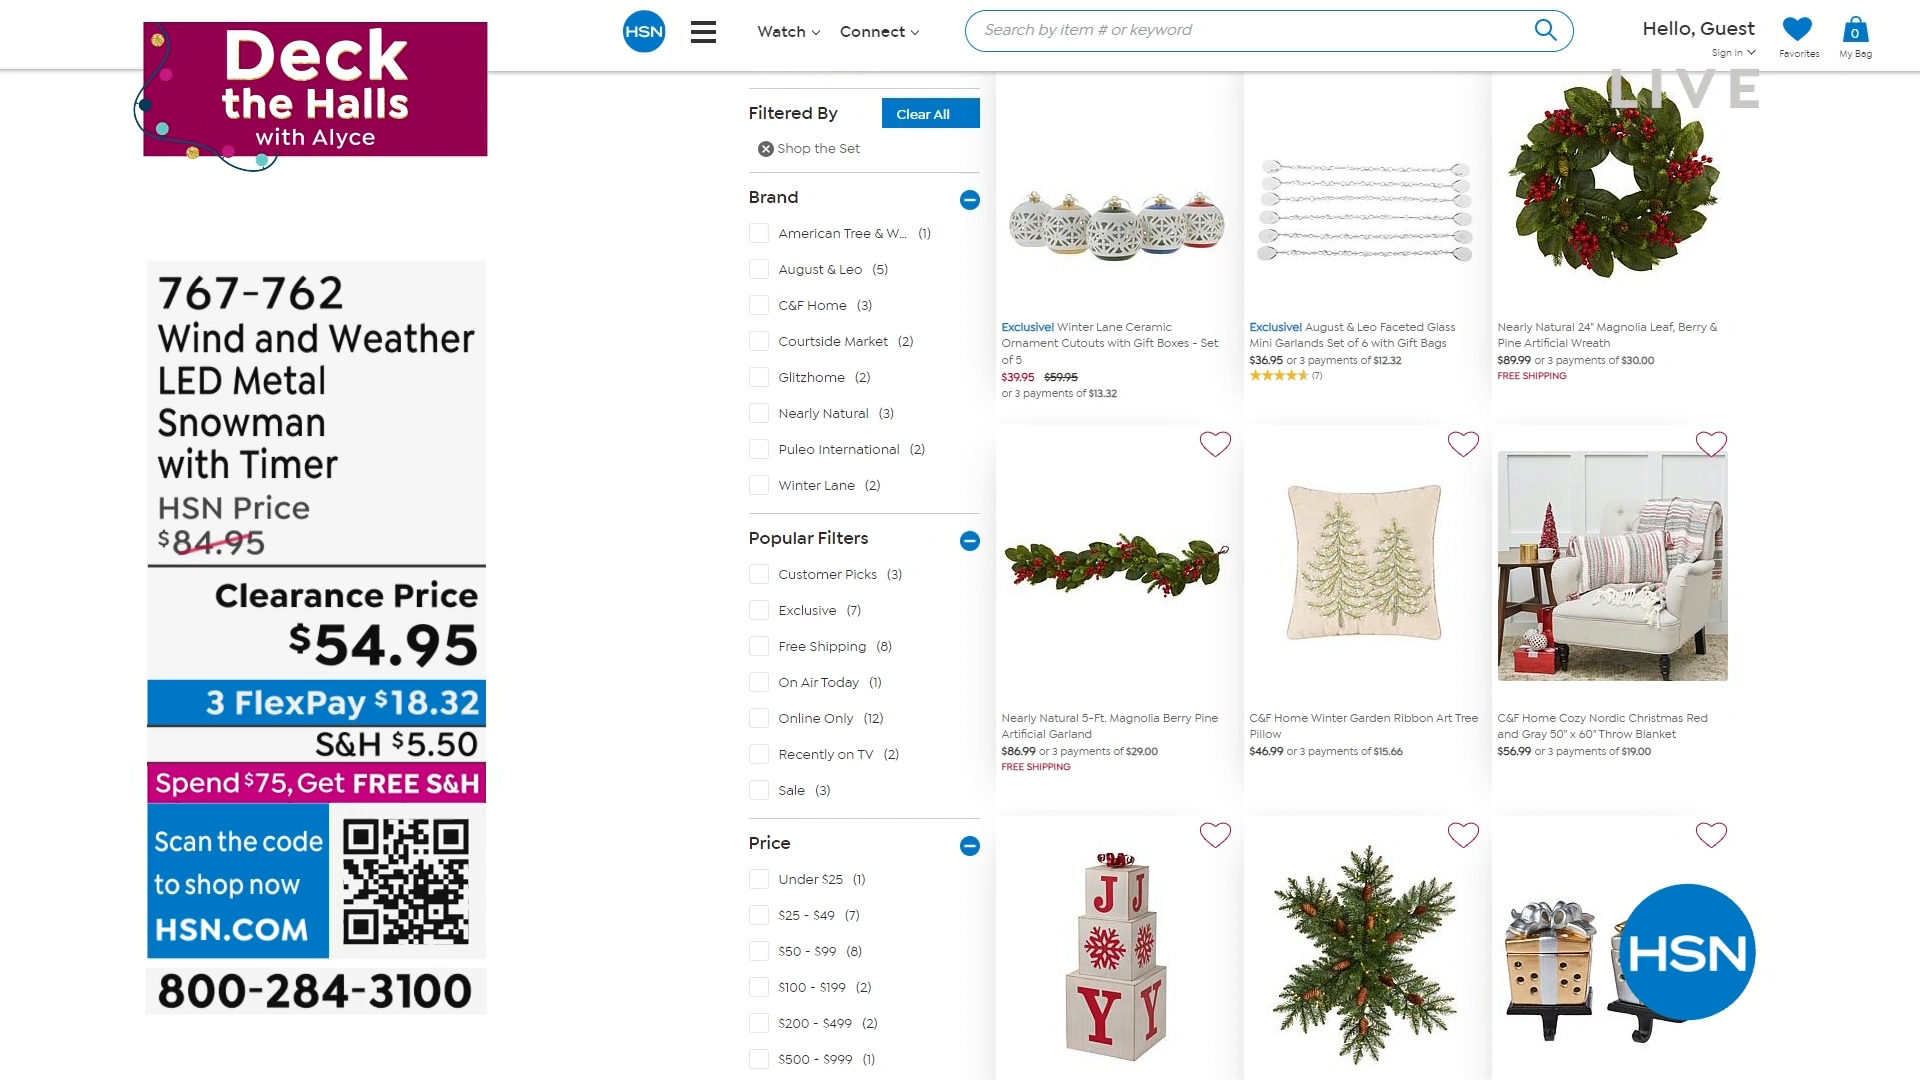 Deck
the Halls
with Alyce
767-762
Wind and Weather
LED Metal
Snowman
with Timer
HSN Price
$84.95
Clearance Price
$54.95
3 FlexPay $18.32
S&H $5.50
Spend $75, Get FREE S&H
Scan the code
to shop now
HSN.COM
800-284-3100
HSN
Watch
Connect
Search by item # or keyword
Hello, Guest
Sign In
Favorites
0
My Bag
LIVE
Filtered By
Clear All
Shop the Set
Brand
American Tree & W... (1)
August & Leo (5)
C&F Home (3)
Courtside Market (2)
Glitzhome (2)
Nearly Natural (3)
Puleo International (2)
Winter Lane (2)
Popular Filters
Customer Picks (3)
Exclusive (7)
Free Shipping (8)
On Air Today (1)
Online Only (12)
Recently on TV (2)
Sale (3)
Price
Under $25 (1)
$25 - $49 (7)
$50 - $99 (8)
$100 - $199 (2)
$200 - $499 (2)
$500 - $999 (1)
Exclusive! Winter Lane Ceramic
Ornament Cutouts with Gift Boxes - Set
of 5
$39.95 $59.95
or 3 payments of $13.32
Exclusive! August & Leo Faceted Glass
Mini Garlands Set of 6 with Gift Bags
$36.95 or 3 payments of $12.32
(7)
Nearly Natural 24" Magnolia Leaf, Berry &
Pine Artificial Wreath
$89.99 or 3 payments of $30.00
FREE SHIPPING
Nearly Natural 5-Ft. Magnolia Berry Pine
Artificial Garland
$86.99 or 3 payments of $29.00
FREE SHIPPING
C&F Home Winter Garden Ribbon Art Tree
Pillow
$46.99 or 3 payments of $15.66
C&F Home Cozy Nordic Christmas Red
and Gray 50" x 60" Throw Blanket
$56.99 or 3 payments of $19.00
J J
Y Y
HSN